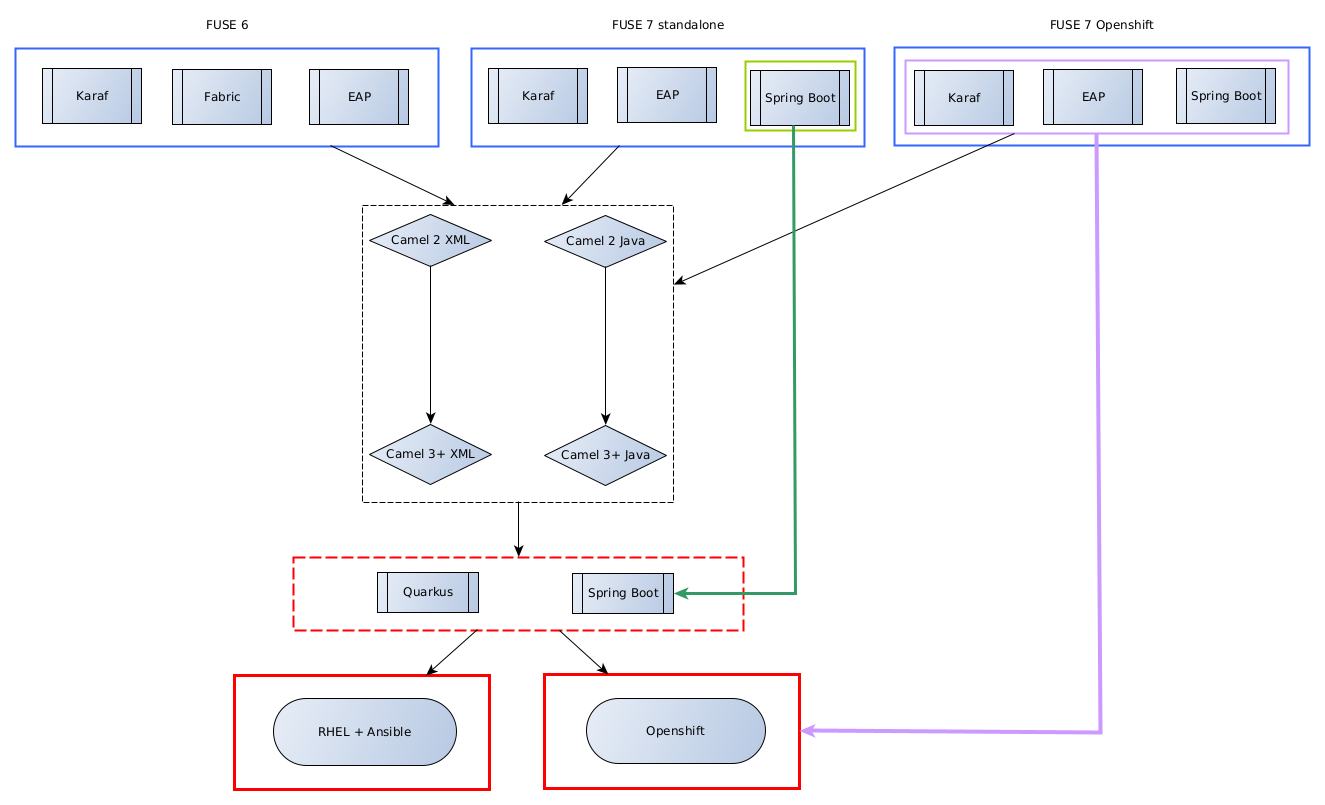 FUSE 6
FUSE 7 standalone
FUSE 7 Openshift
Karaf
Fabric
EAP
Karaf
EAP
Spring Boot
Karaf
EAP
Spring Boot
Camel 2 XML
Camel 2 Java
Camel 3+ XML
Camel 3+ Java
Quarkus
Spring Boot
RHEL + Ansible
Openshift